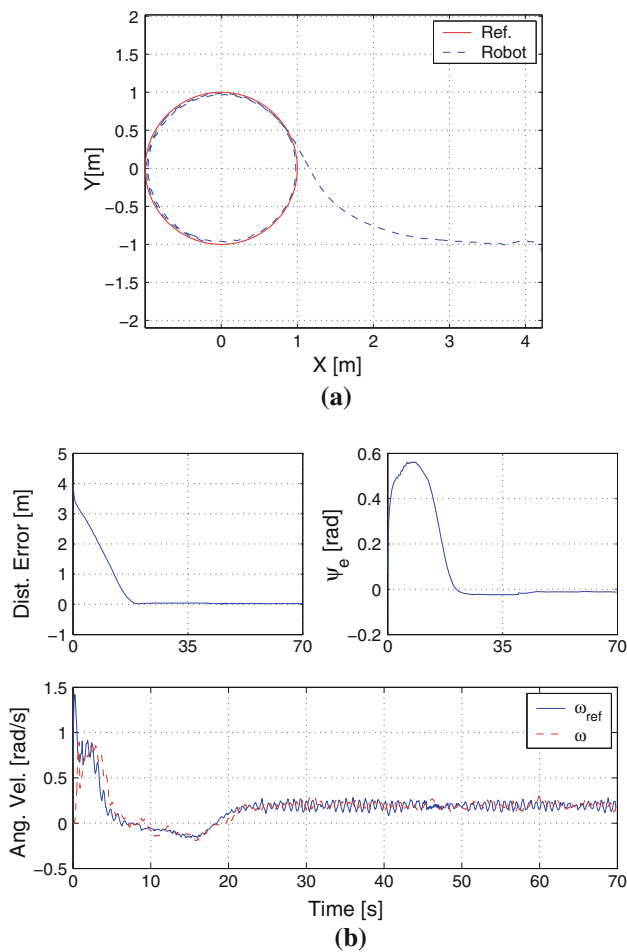 2
1.5
1
0.5
0
−0.5
−1
−1.5
−2
Y[m]
Ref.
Robot
0 1 2 3 4
X [m]
(a)
5
4
3
2
1
0
−1
Dist. Error [m]
0 35 70
0.6
0.4
0.2
0
−0.2
ψ_e [rad]
0 35 70
1.5
1
0.5
0
−0.5
Ang. Vel. [rad/s]
ω_ref
ω
0 10 20 30 40 50 60 70
Time [s]
(b)